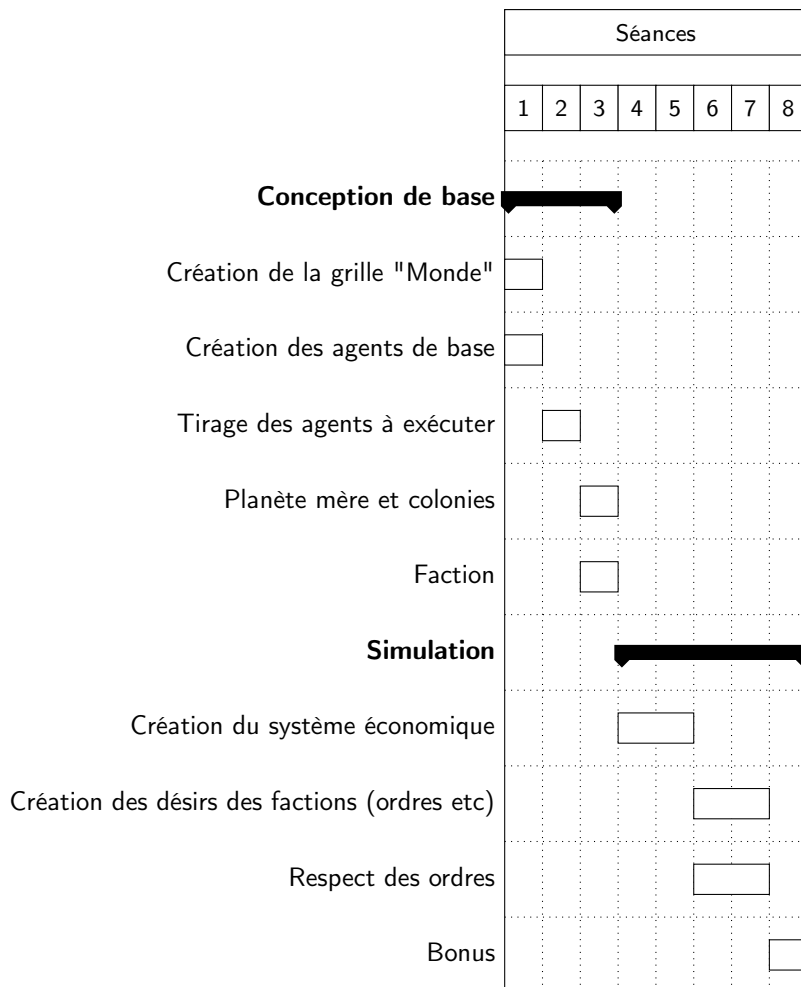 Séances
1 2 3 4 5 6 7 8
Conception de base
Création de la grille "Monde"
Création des agents de base
Tirage des agents à exécuter
Planète mère et colonies
Faction
Simulation
Création du système économique
Création des désirs des factions (ordres etc)
Respect des ordres
Bonus